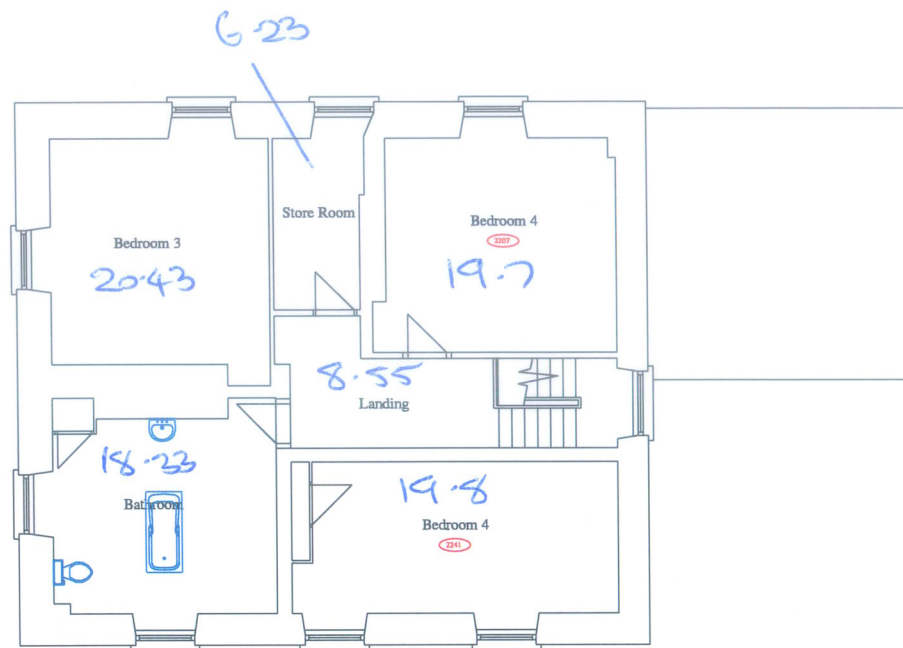 6.23
Store Room
Bedroom 4
2207
Bedroom 3
20.43
19.7
8.55
Landing
18.33
Bathroom
19.8
Bedroom 4
2241